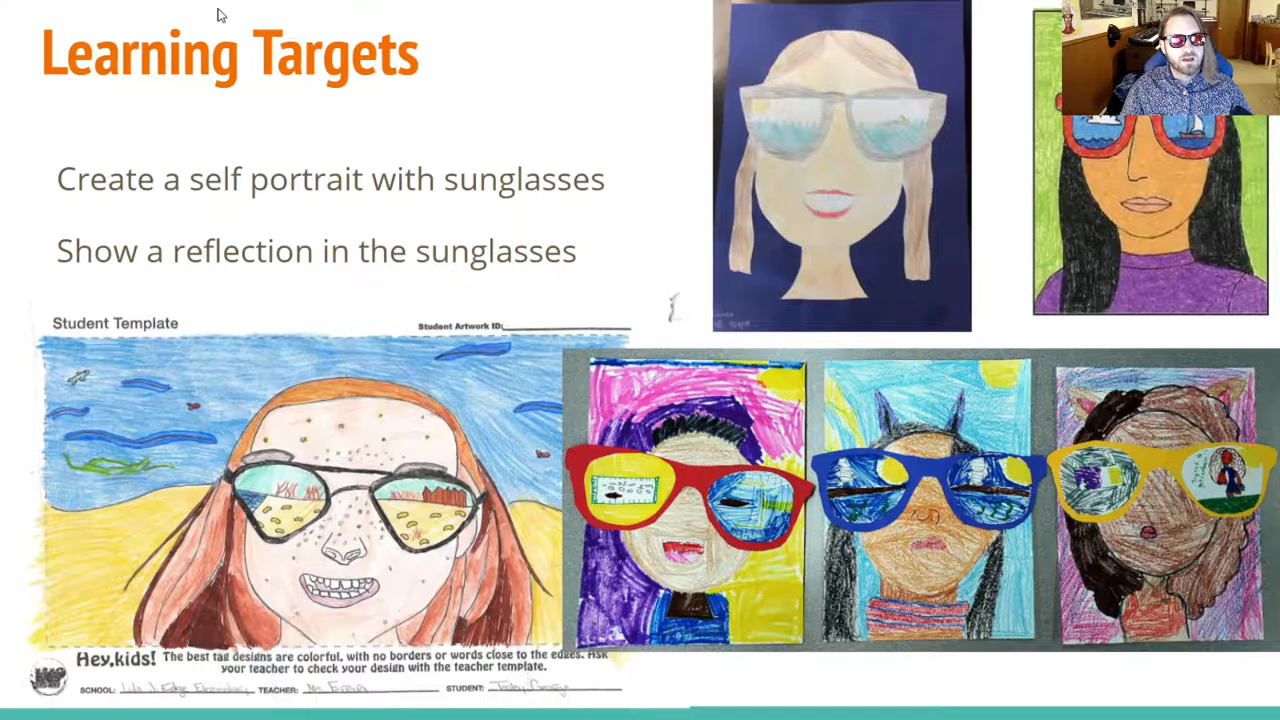 Learning Targets
Create a self portrait with sunglasses
Show a reflection in the sunglasses
Student Template
Student Artwork ID:
Hey, kids! The best tag designs are colorful, with no borders or words close to the edges. Ask
your teacher to check your design with the teacher template.
SCHOOL: TEACHER: STUDENT: